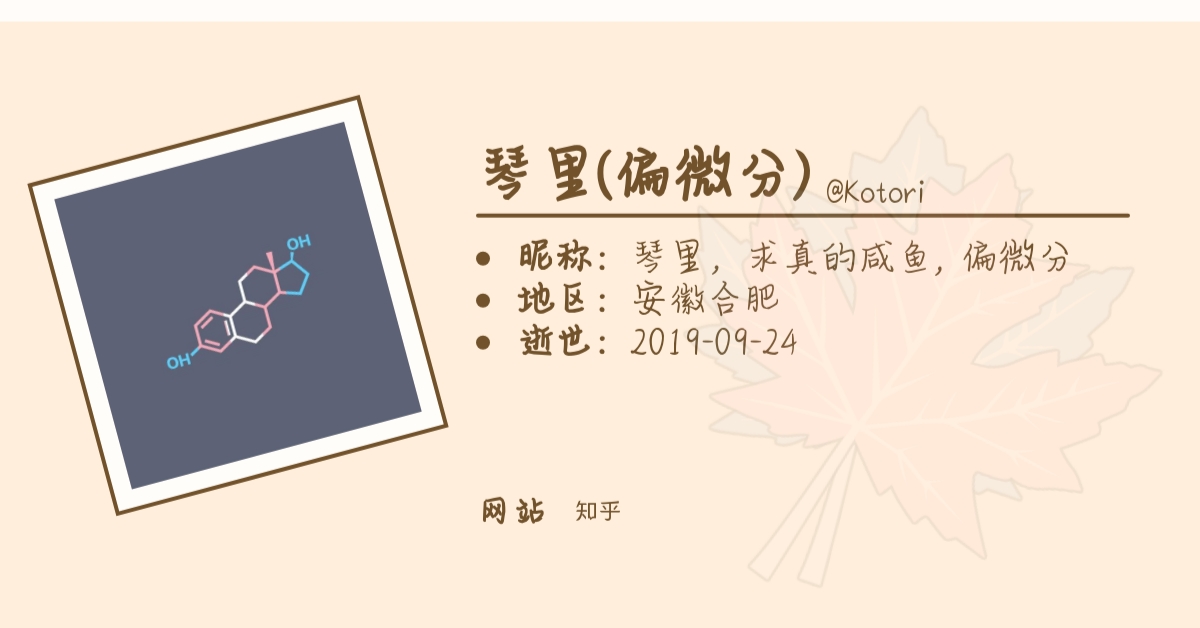 琴里(偏微分) @Kotori
OH
OH
• 昵称： 琴里，求真的咸鱼, 偏微分
• 地区： 安徽合肥
• 逝世： 2019-09-24
网站 知乎